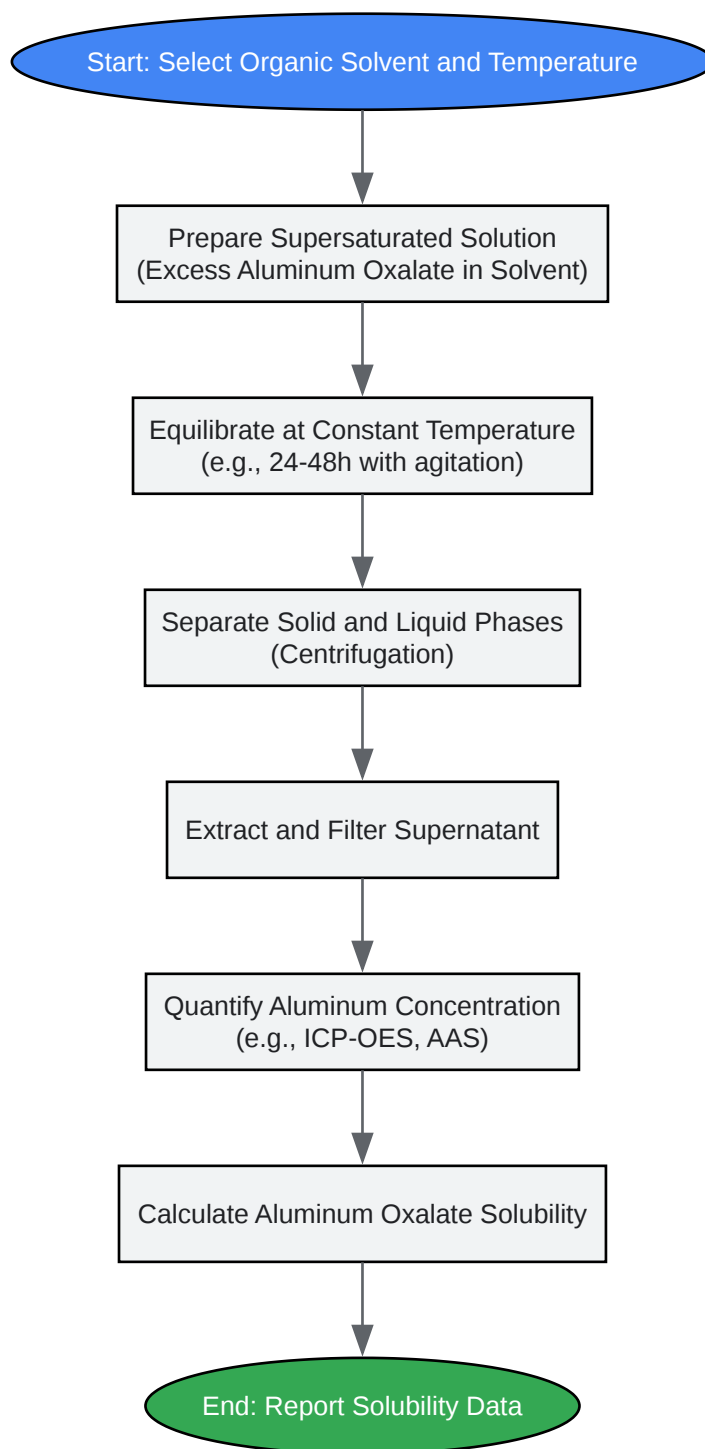 Start: Select Organic Solvent and Temperature
Prepare Supersaturated Solution
(Excess Aluminum Oxalate in Solvent)
Equilibrate at Constant Temperature
(e.g., 24-48h with agitation)
Separate Solid and Liquid Phases
(Centrifugation)
Extract and Filter Supernatant
Quantify Aluminum Concentration
(e.g., ICP-OES, AAS)
Calculate Aluminum Oxalate Solubility
End: Report Solubility Data